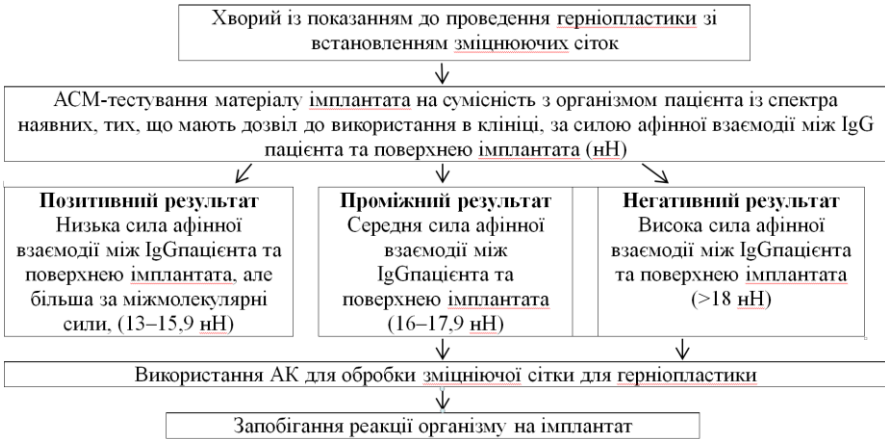 Хворий із показанням до проведення герніопластики зі
встановленням зміцнюючих сіток
АСМ-тестування матеріалу імплантата на сумісність з організмом пацієнта із спектра
наявних, тих, що мають дозвіл до використання в клініці, за силою афінної взаємодії між IgG
пацієнта та поверхнею імплантата (нН)
Позитивний результат
Низька сила афінної
взаємодії між IgGпацієнта та
поверхнею імплантата, але
більша за міжмолекулярні
сили, (13–15,9 нН)
Проміжний результат
Середня сила афінної
взаємодії між
IgGпацієнта та
поверхнею імплантата
(16–17,9 нН)
Негативний результат
Висока сила афінної
взаємодії між IgGпацієнта
та поверхнею імплантата
(>18 нН)
Використання АК для обробки зміцніючої сітки для герніопластики
Запобігання реакції організму на імплантат